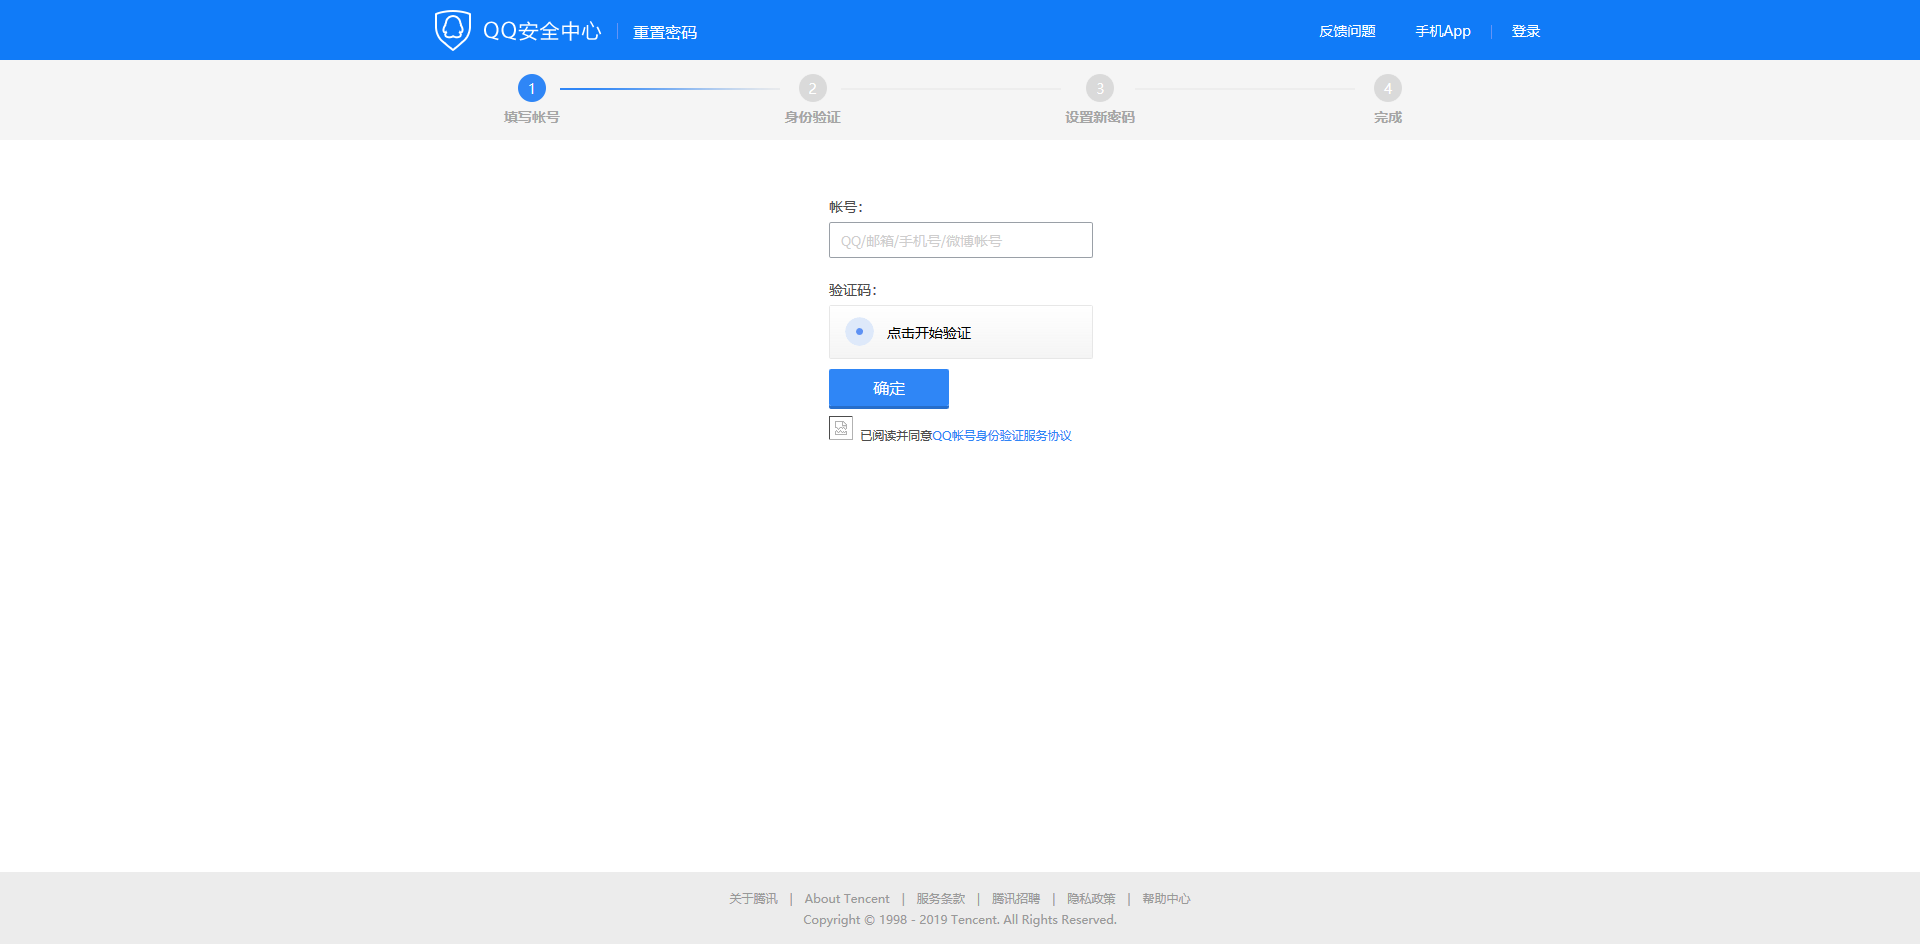 QQ安全中心 | 重置密码 反馈问题 手机App | 登录
1 2 3 4
填写帐号 身份验证 设置新密码 完成
帐号：
QQ/邮箱/手机号/微博帐号
验证码：
点击开始验证
确定
已阅读并同意QQ帐号身份验证服务协议
关于腾讯 | About Tencent | 服务条款 | 腾讯招聘 | 隐私政策 | 帮助中心
Copyright © 1998 - 2019 Tencent. All Rights Reserved.